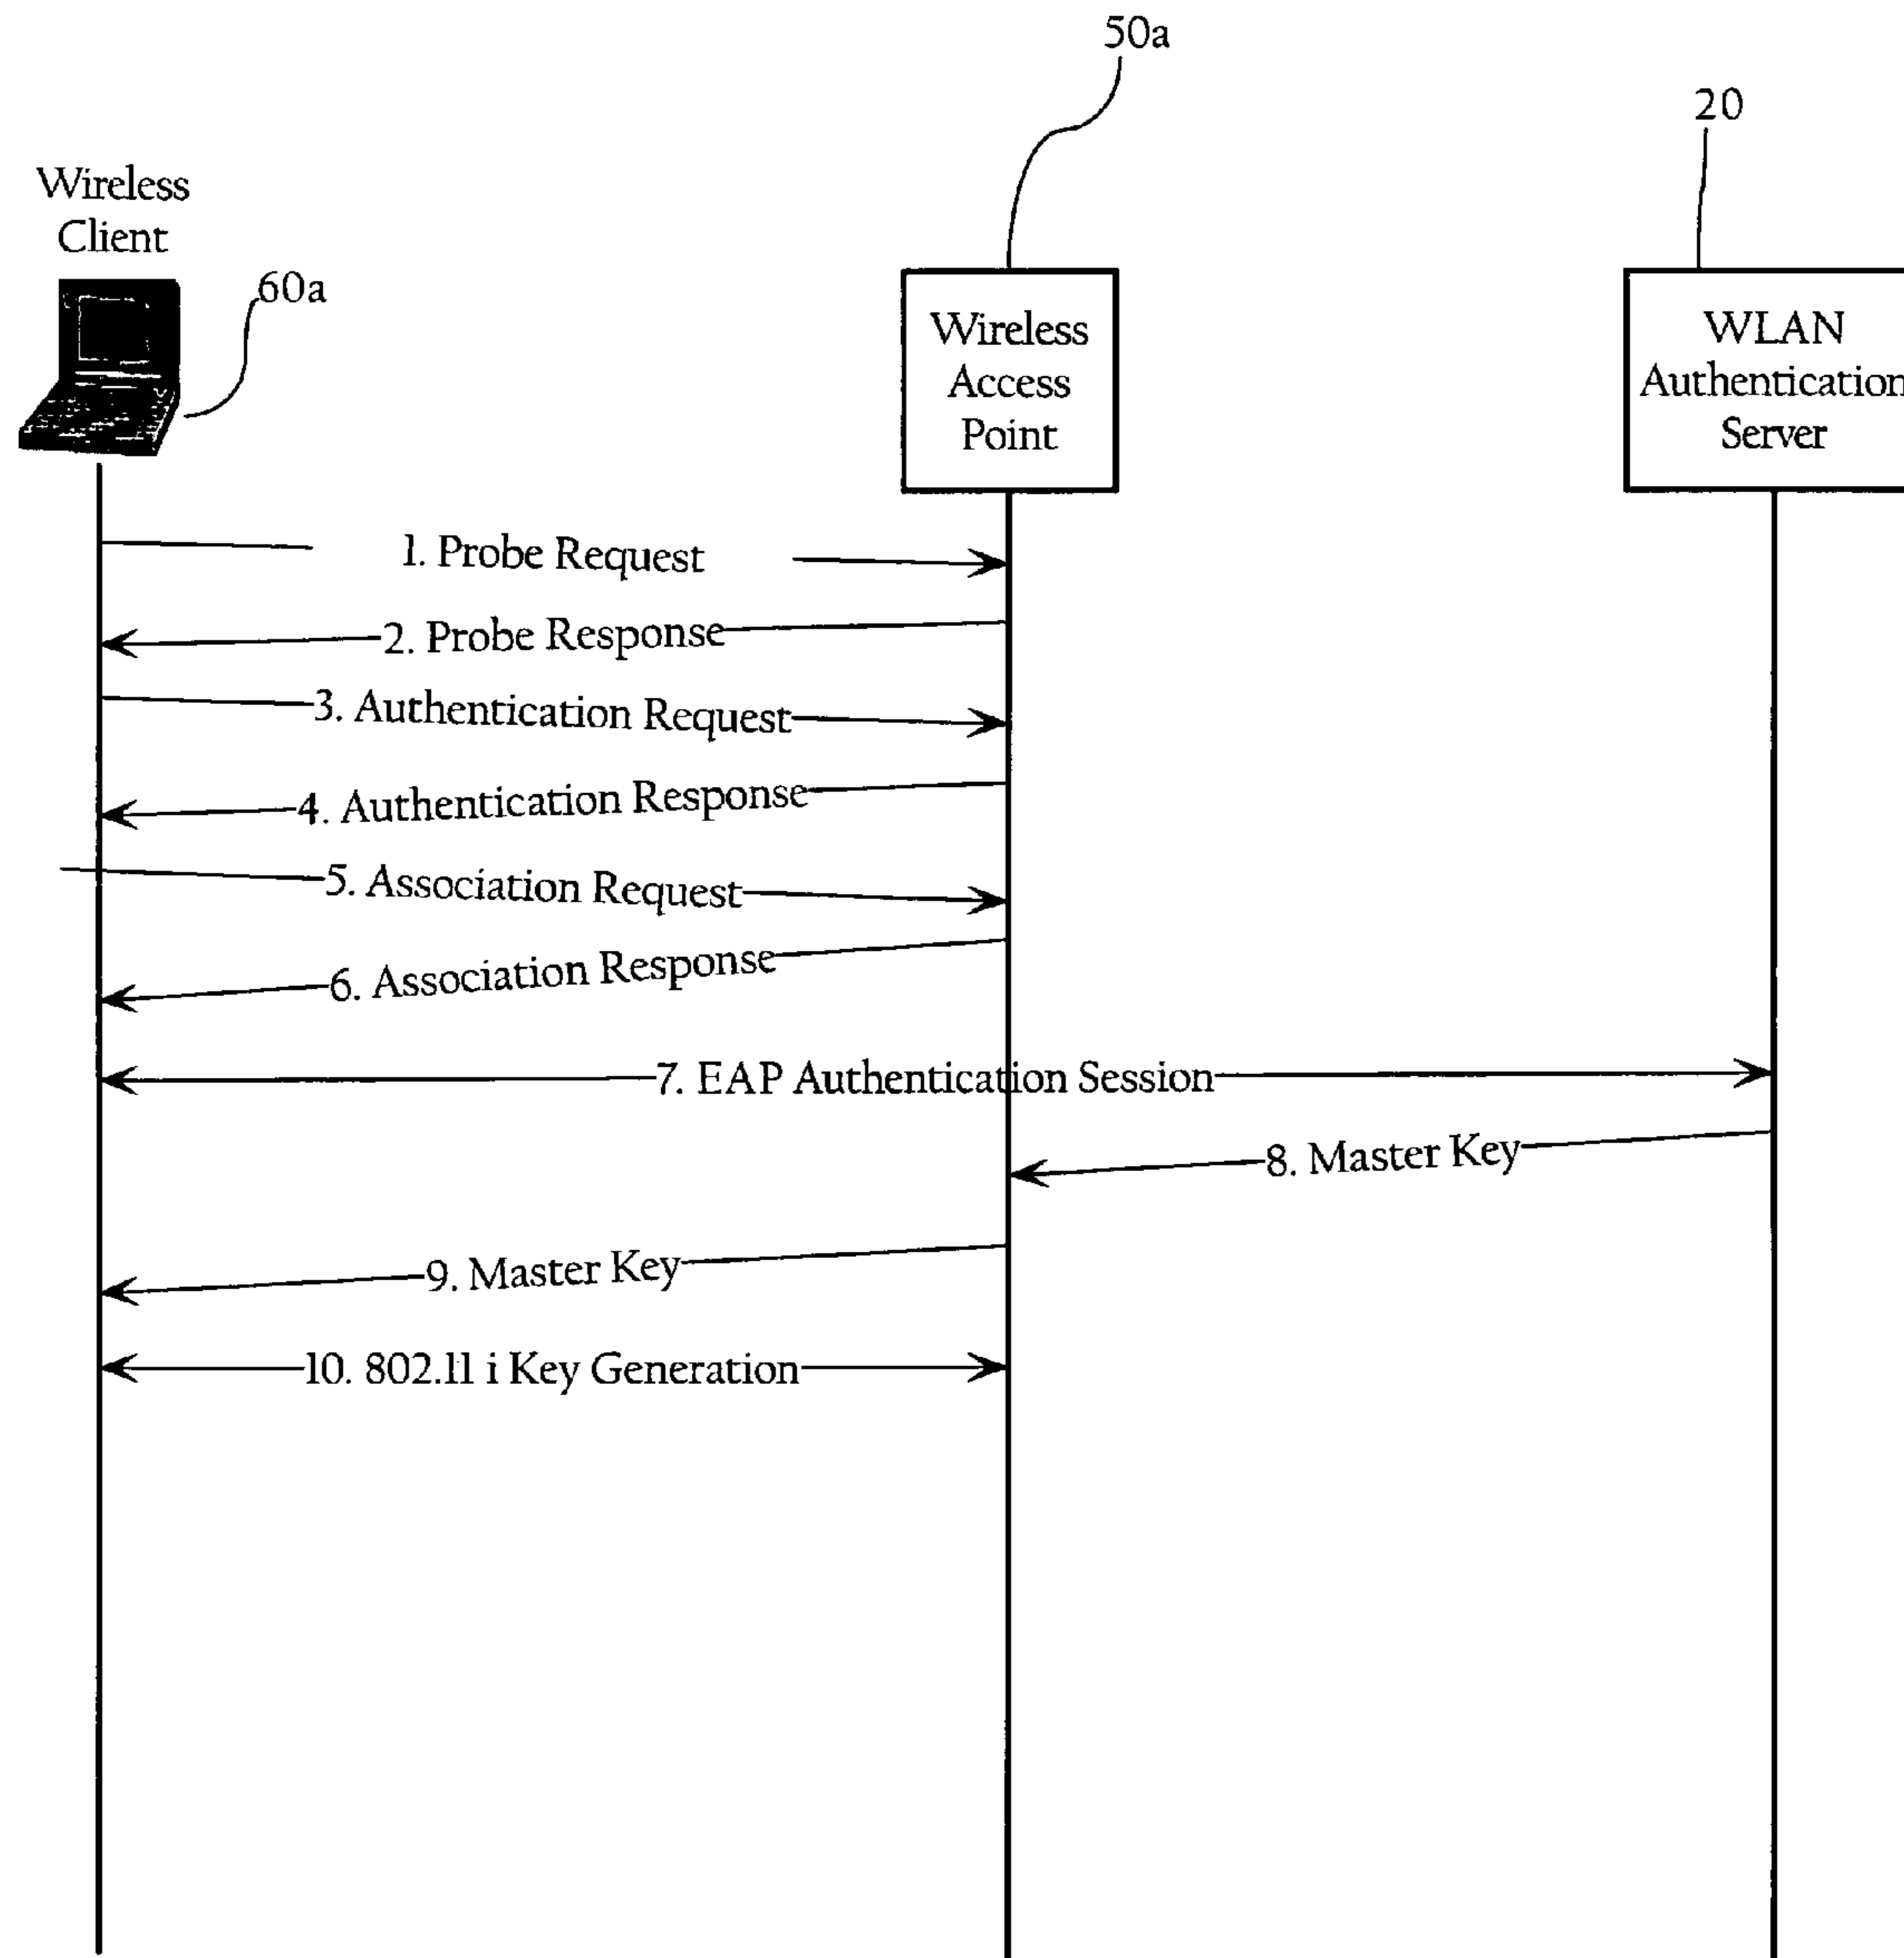 50a
20
Wireless
Client
60a
Wireless
Access
Point
WLAN
Authentication
Server
1. Probe Request
2. Probe Response
3. Authentication Request
4. Authentication Response
5. Association Request
6. Association Response
7. EAP Authentication Session
8. Master Key
9. Master Key
10. 802.11 i Key Generation